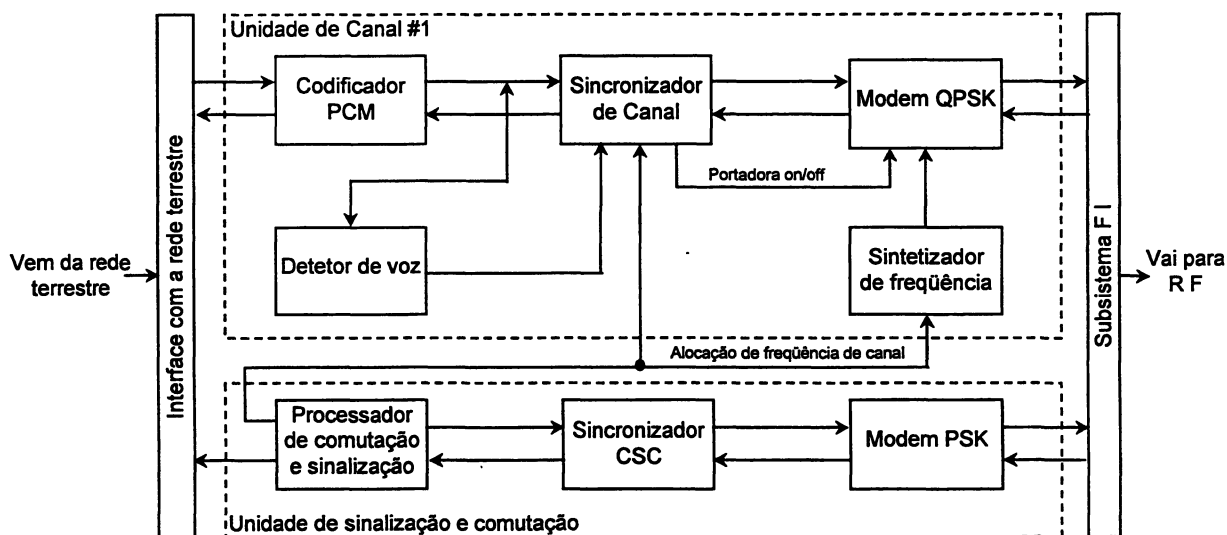 Unidade de Canal #1
Codificador
PCM
Sincronizador
de Canal
Modem QPSK
Portadora on/off
Detetor de voz
Sintetizador
de freqüência
Vem da rede
terrestre
Interface com a rede terrestre
Subsistema F I
Vai para
R F
Alocação de freqüência de canal
Processador
de comutação
e sinalização
Sincronizador
CSC
Modem PSK
Unidade de sinalização e comutação